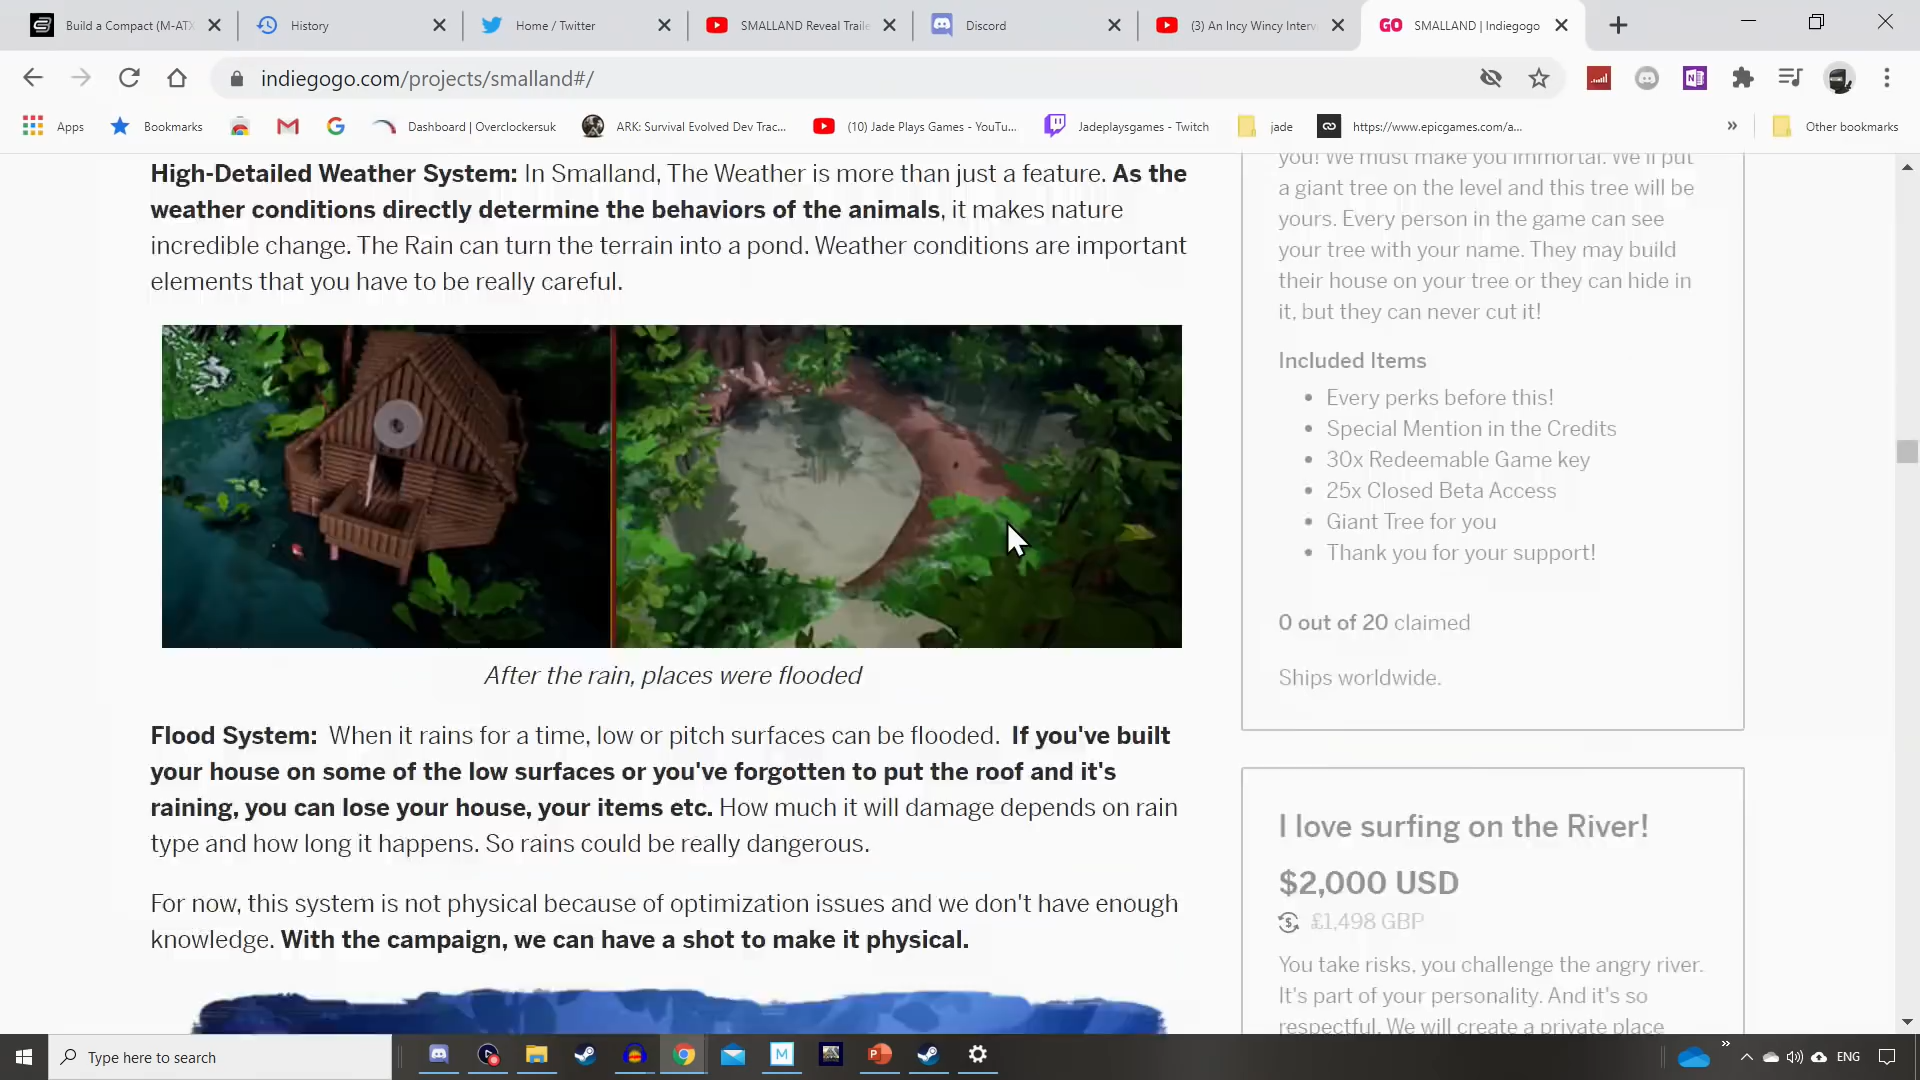 Build a Compact (M-ATX
History
Home / Twitter
SMALLAND Reveal Traile
Discord
(3) An Incy Wincy Interv
GO SMALLAND | Indiegogo
indiegogo.com/projects/smalland#/
Apps
Bookmarks
Dashboard | Overclockersuk
ARK: Survival Evolved Dev Trac...
(10) Jade Plays Games - YouTu...
Jadeplaysgames - Twitch
jade
https://www.epicgames.com/a...
»
Other bookmarks
High-Detailed Weather System: In Smalland, The Weather is more than just a feature. As the
weather conditions directly determine the behaviors of the animals, it makes nature
incredible change. The Rain can turn the terrain into a pond. Weather conditions are important
elements that you have to be really careful.
After the rain, places were flooded
Flood System: When it rains for a time, low or pitch surfaces can be flooded. If you've built
your house on some of the low surfaces or you've forgotten to put the roof and it's
raining, you can lose your house, your items etc. How much it will damage depends on rain
type and how long it happens. So rains could be really dangerous.
For now, this system is not physical because of optimization issues and we don't have enough
knowledge. With the campaign, we can have a shot to make it physical.
you! We must make you immortal. We'll put
a giant tree on the level and this tree will be
yours. Every person in the game can see
your tree with your name. They may build
their house on your tree or they can hide in
it, but they can never cut it!
Included Items
• Every perks before this!
• Special Mention in the Credits
• 30x Redeemable Game key
• 25x Closed Beta Access
• Giant Tree for you
• Thank you for your support!
0 out of 20 claimed
Ships worldwide.
I love surfing on the River!
$2,000 USD
£1,498 GBP
You take risks, you challenge the angry river.
It's part of your personality. And it's so
respectful. We will create a private place
Type here to search
M
ENG